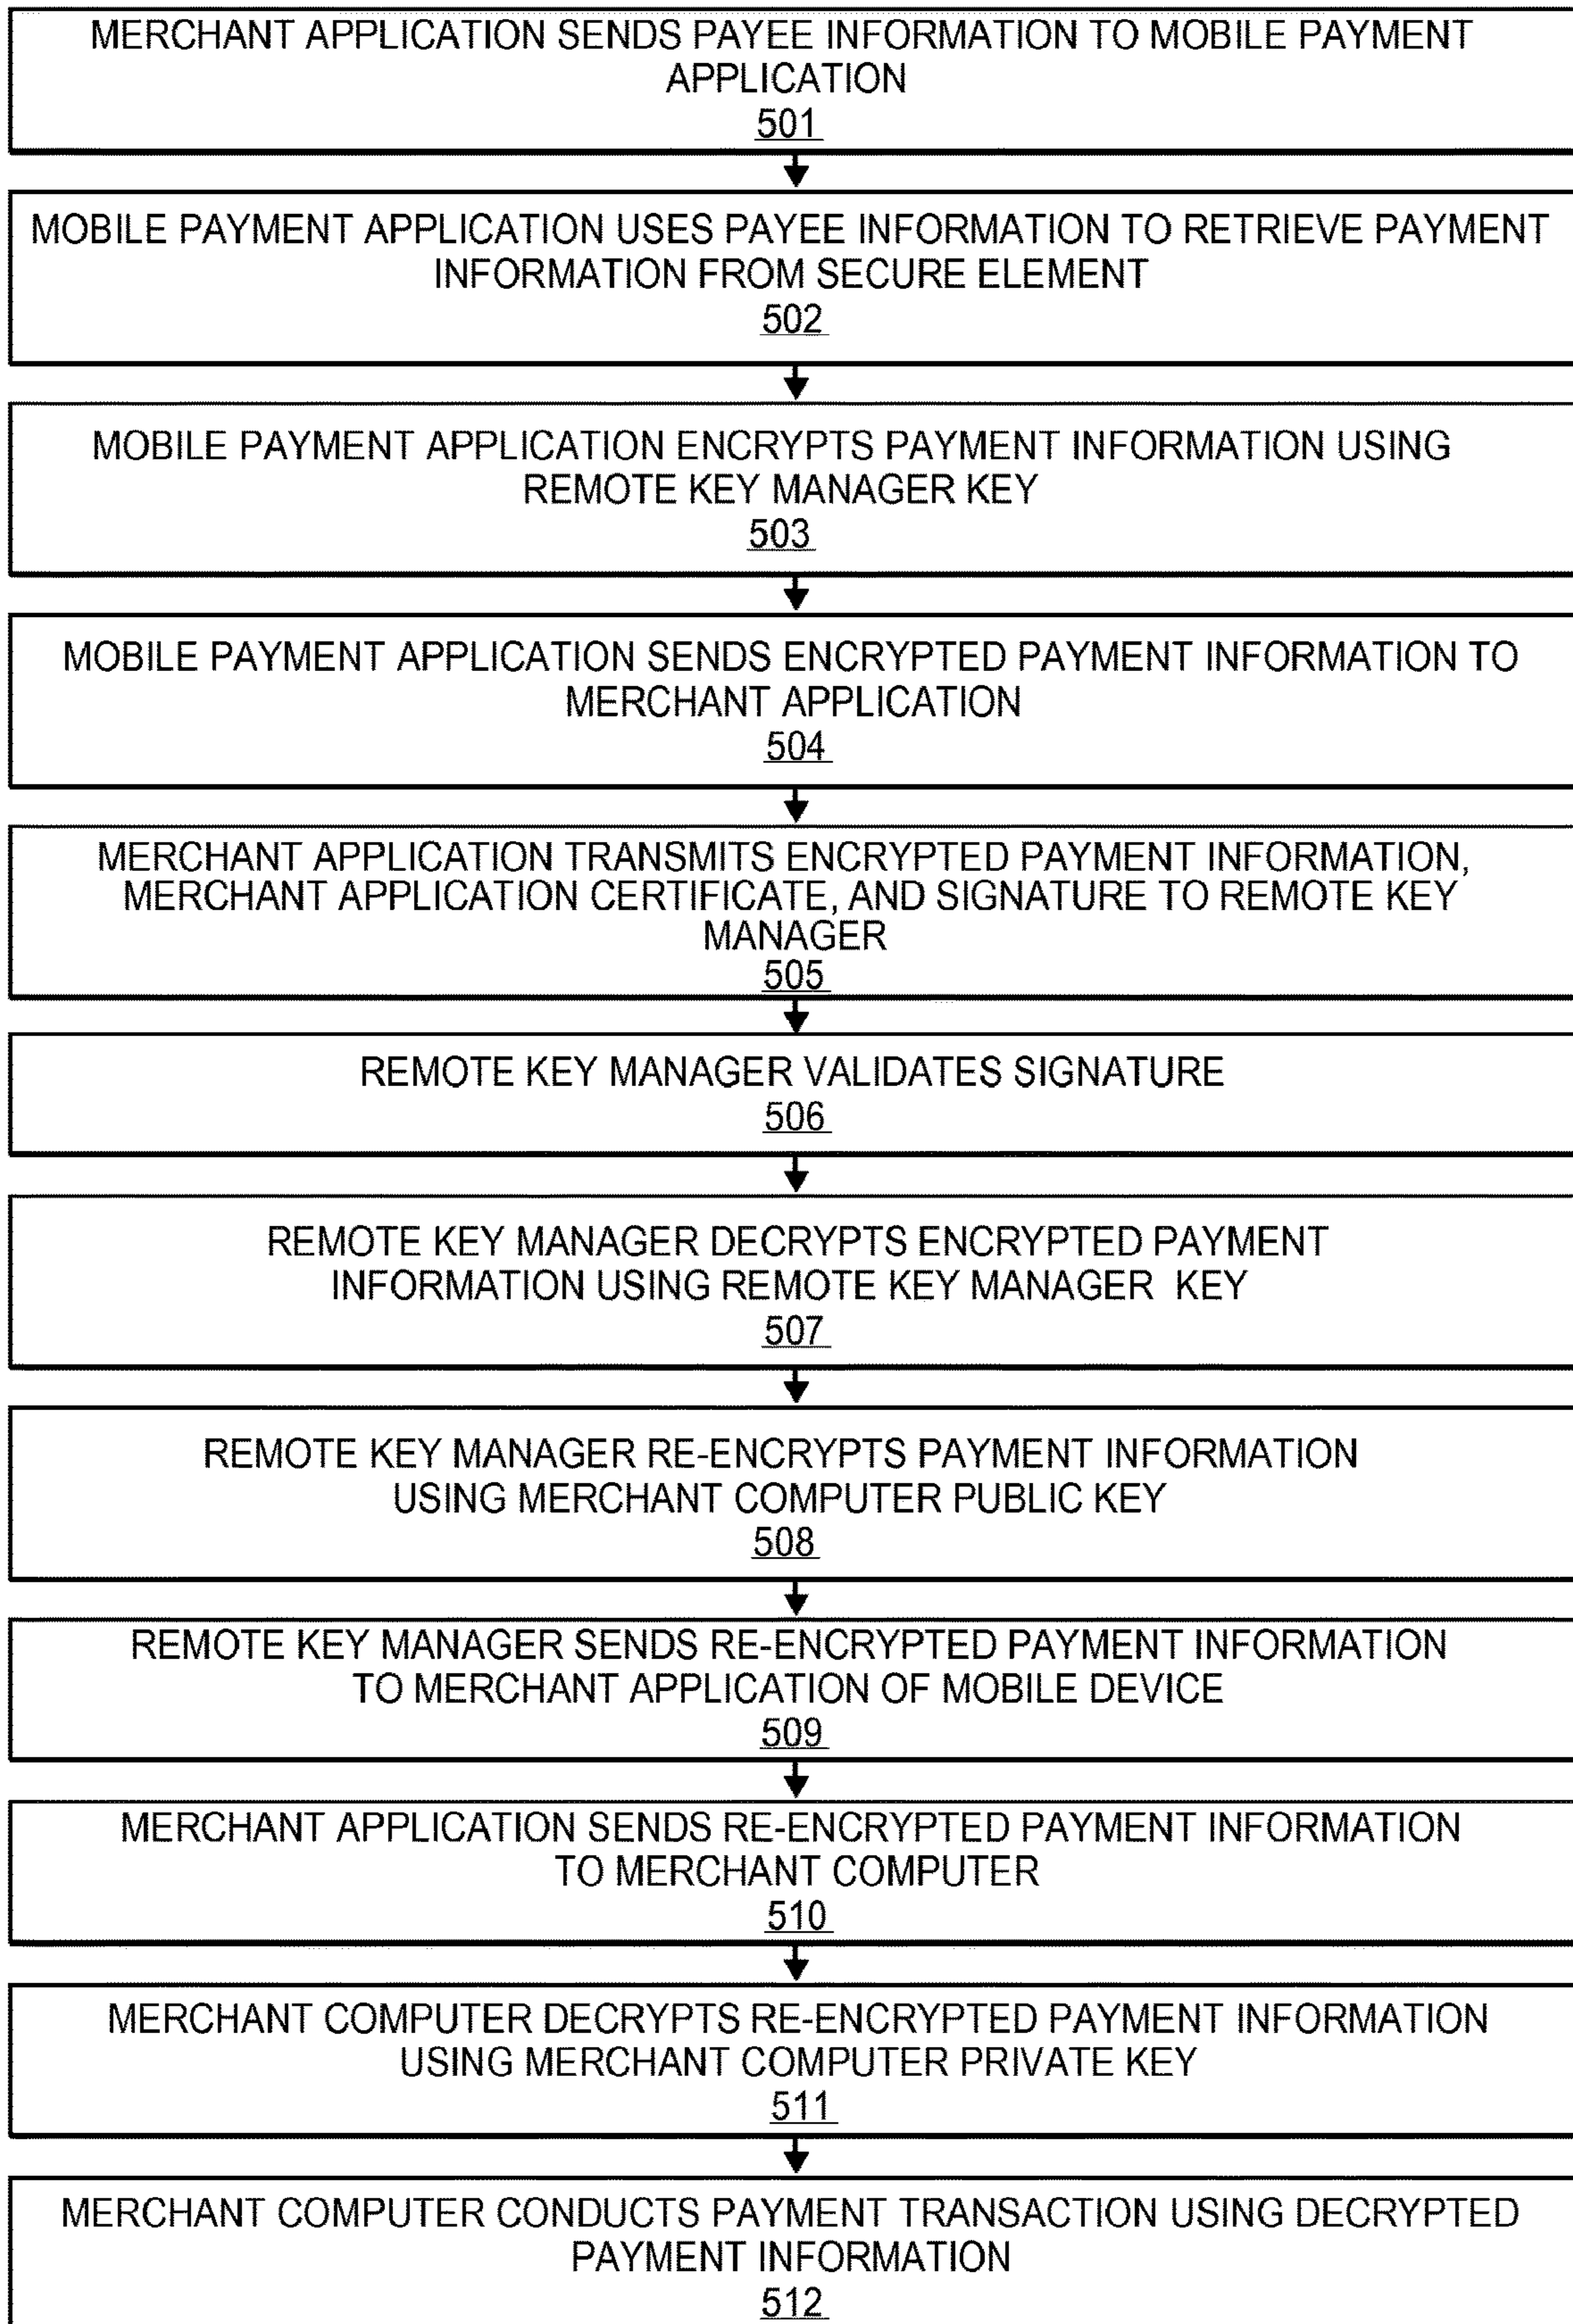 MERCHANT APPLICATION SENDS PAYEE INFORMATION TO MOBILE PAYMENT
APPLICATION
501
MOBILE PAYMENT APPLICATION USES PAYEE INFORMATION TO RETRIEVE PAYMENT
INFORMATION FROM SECURE ELEMENT
502
MOBILE PAYMENT APPLICATION ENCRYPTS PAYMENT INFORMATION USING
REMOTE KEY MANAGER KEY
503
MOBILE PAYMENT APPLICATION SENDS ENCRYPTED PAYMENT INFORMATION TO
MERCHANT APPLICATION
504
MERCHANT APPLICATION TRANSMITS ENCRYPTED PAYMENT INFORMATION,
MERCHANT APPLICATION CERTIFICATE, AND SIGNATURE TO REMOTE KEY
MANAGER
505
REMOTE KEY MANAGER VALIDATES SIGNATURE
506
REMOTE KEY MANAGER DECRYPTS ENCRYPTED PAYMENT
INFORMATION USING REMOTE KEY MANAGER KEY
507
REMOTE KEY MANAGER RE-ENCRYPTS PAYMENT INFORMATION
USING MERCHANT COMPUTER PUBLIC KEY
508
REMOTE KEY MANAGER SENDS RE-ENCRYPTED PAYMENT INFORMATION
TO MERCHANT APPLICATION OF MOBILE DEVICE
509
MERCHANT APPLICATION SENDS RE-ENCRYPTED PAYMENT INFORMATION
TO MERCHANT COMPUTER
510
MERCHANT COMPUTER DECRYPTS RE-ENCRYPTED PAYMENT INFORMATION
USING MERCHANT COMPUTER PRIVATE KEY
511
MERCHANT COMPUTER CONDUCTS PAYMENT TRANSACTION USING DECRYPTED
PAYMENT INFORMATION
512